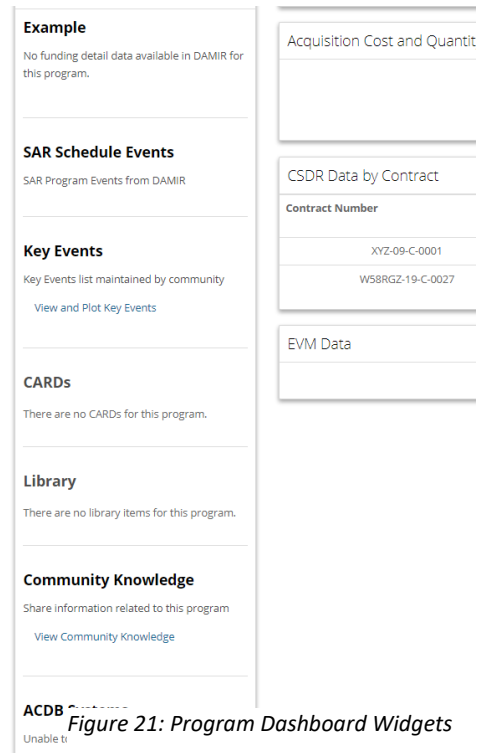 Example
No funding detail data available in DAMIR for
this program.
SAR Schedule Events
SAR Program Events from DAMIR
Key Events
Key Events list maintained by community
View and Plot Key Events
CARDs
There are no CARDs for this program.
Library
There are no library items for this program.
Community Knowledge
Share information related to this program
View Community Knowledge
ACDB
Unable
Acquisition Cost and Quantit
CSDR Data by Contract
Contract Number
XYZ-09-C-0001
W58RGZ-19-C-0027
EVM Data
Figure 21: Program Dashboard Widgets